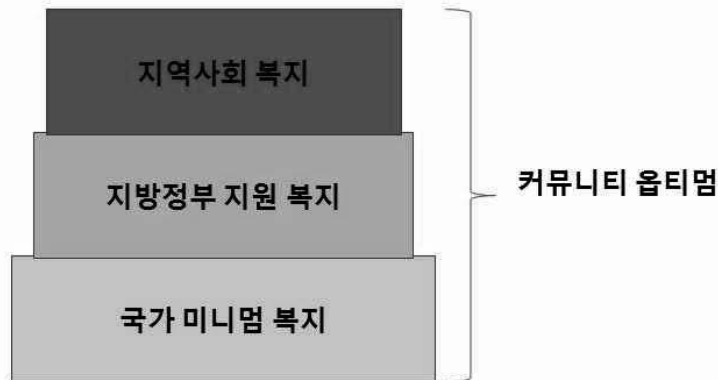 지역사회 복지
지방정부 지원 복지
커뮤니티 옵티멈
국가 미니멈 복지